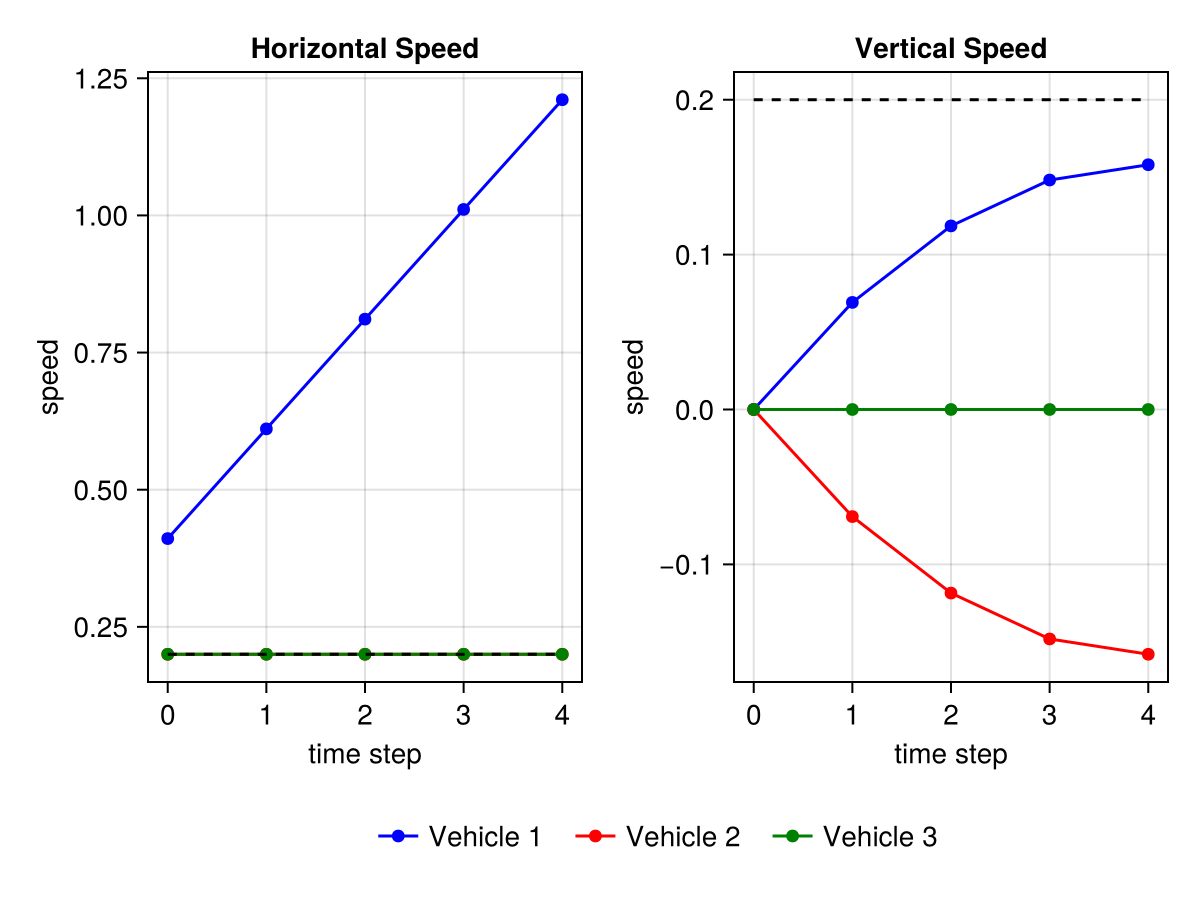 Horizontal Speed
1.25
1.00
0.75
0.50
0.25
speed
0 1 2 3 4
time step
Vertical Speed
0.2
0.1
0.0
−0.1
speed
0 1 2 3 4
time step
Vehicle 1 Vehicle 2 Vehicle 3